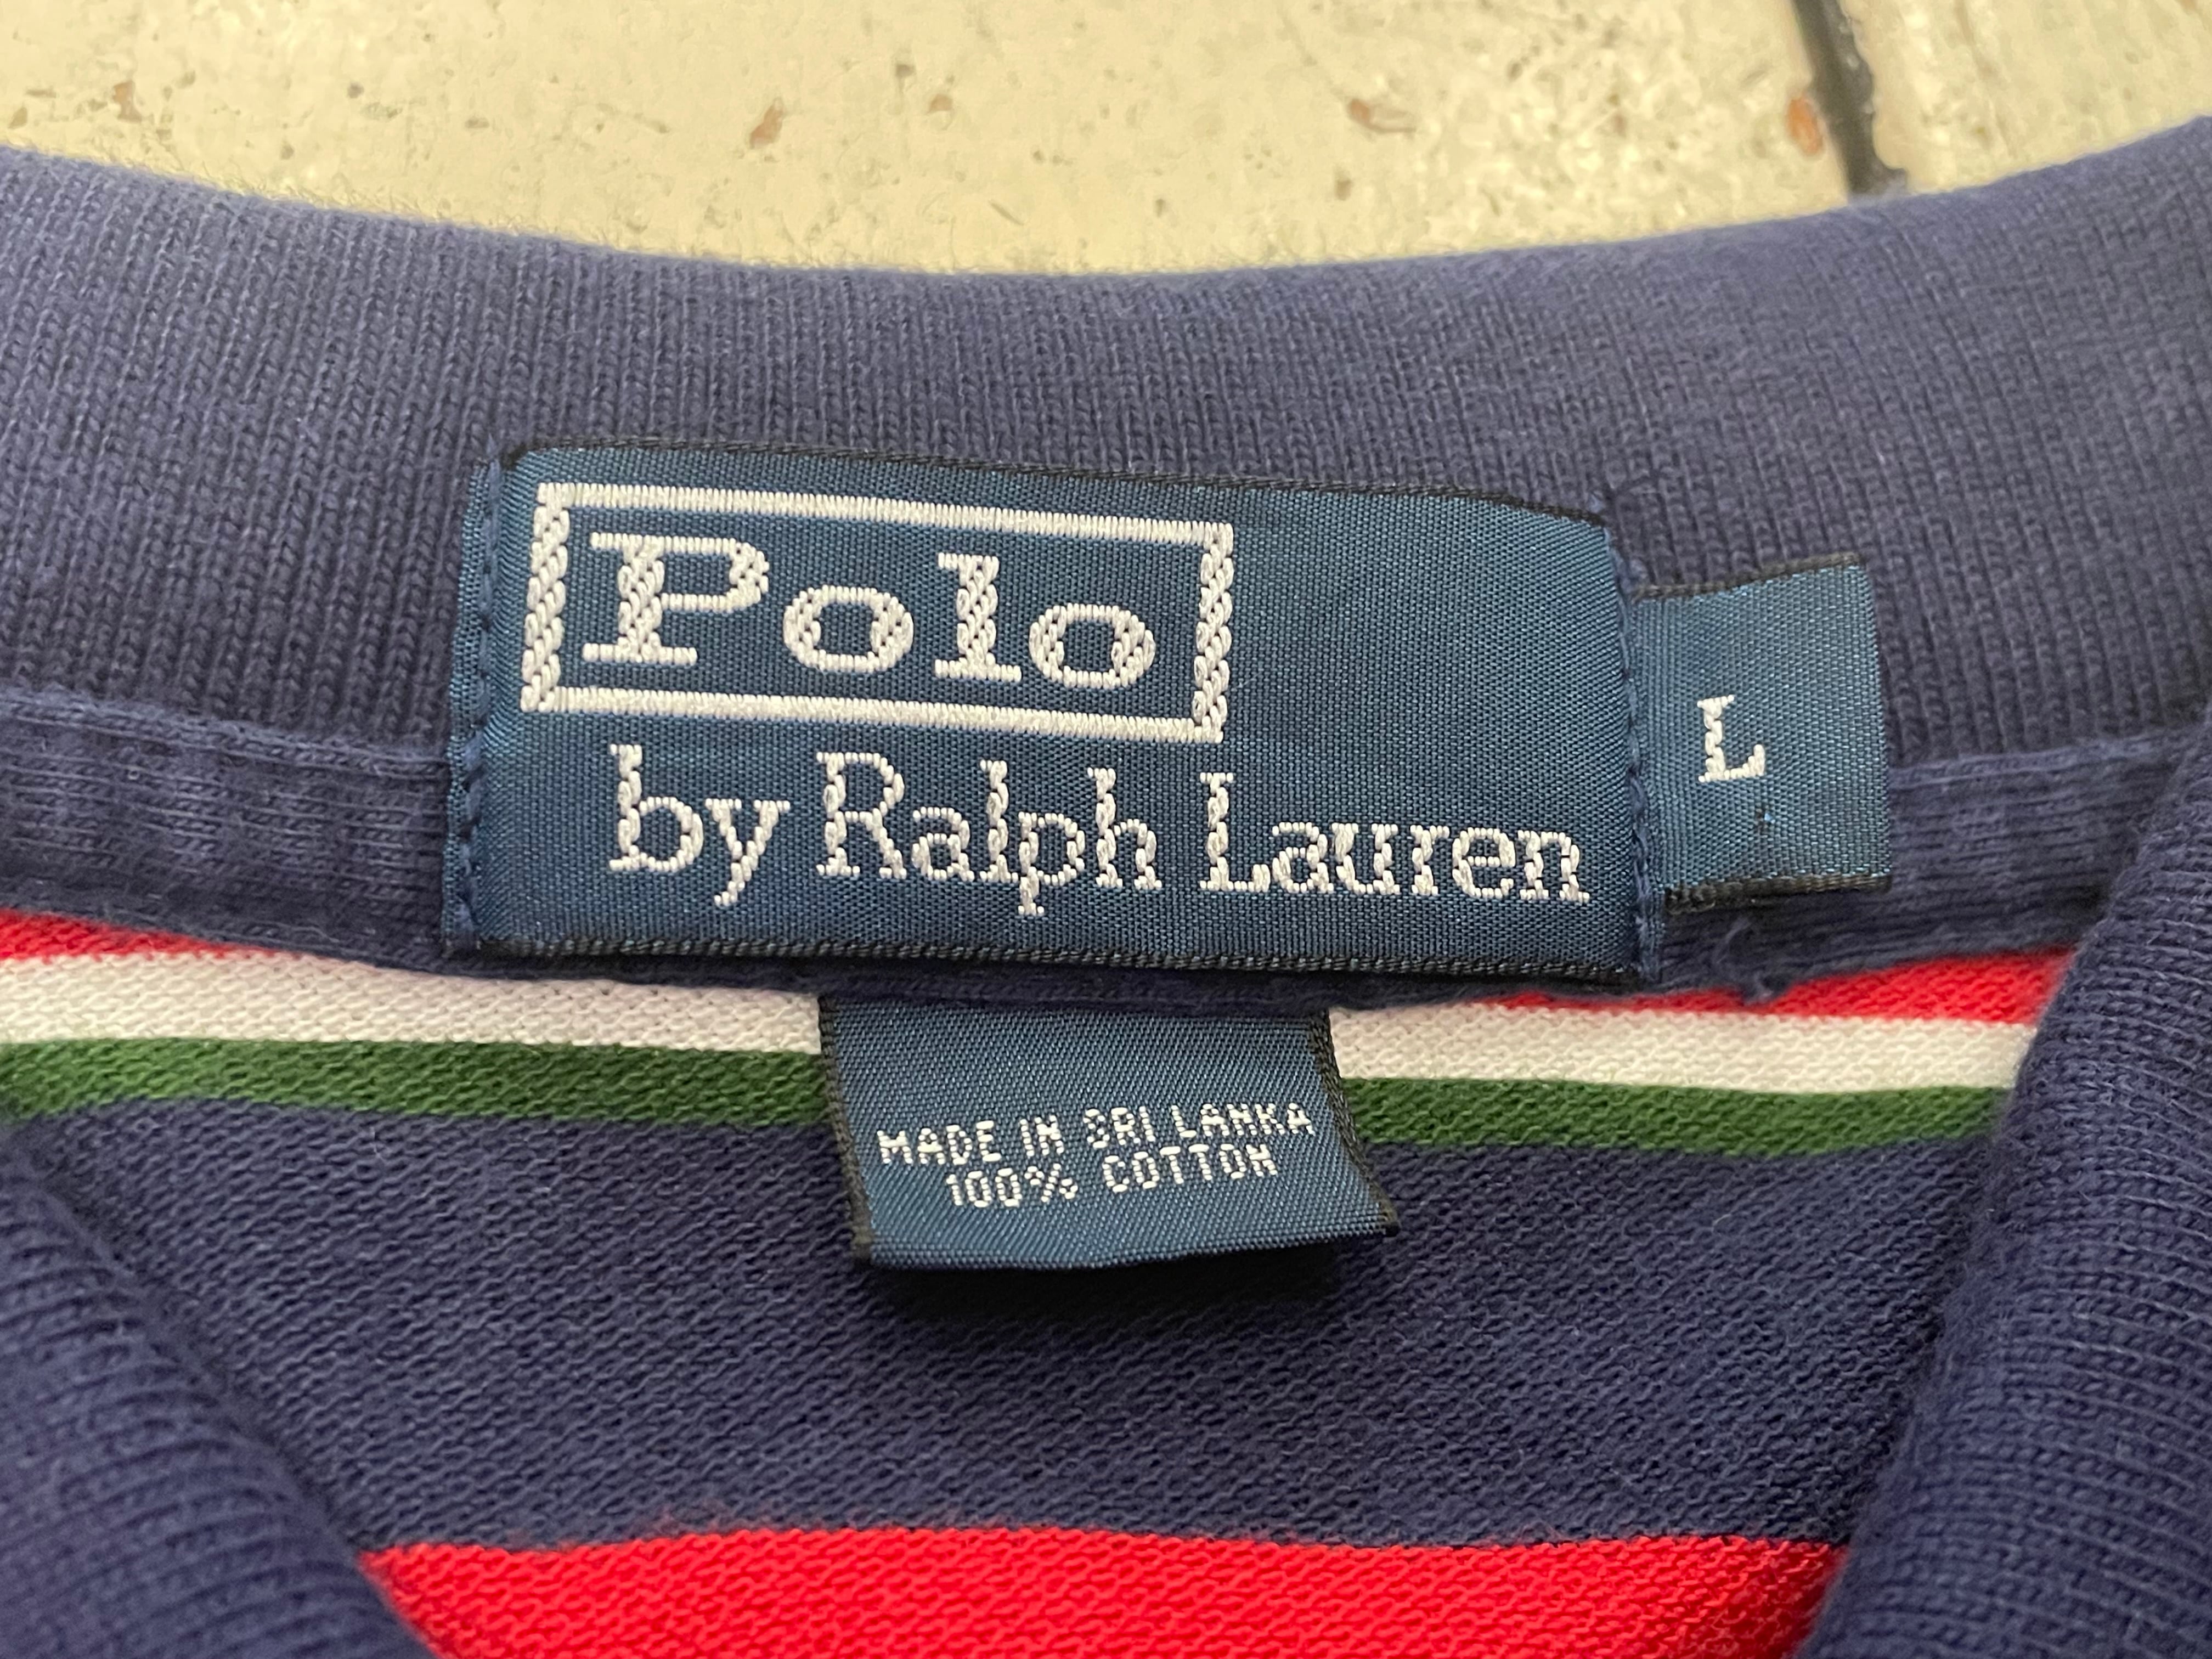 Polo
by Ralph Lauren
L
MADE IN SRI LANKA
100% COTTON